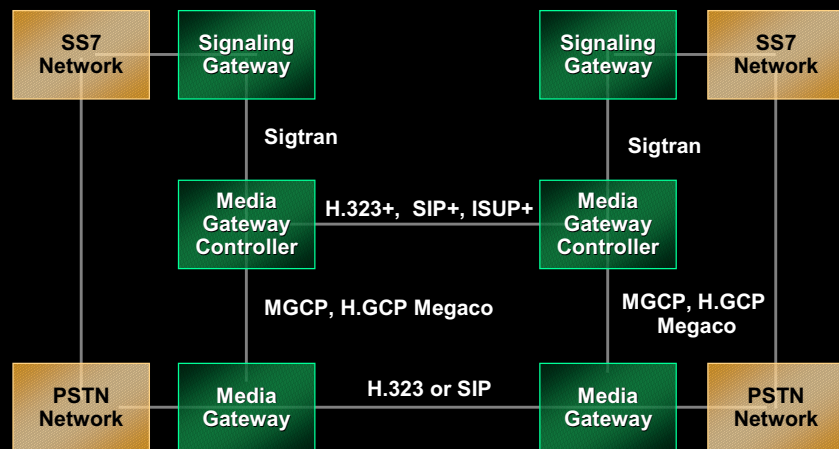 SS7
Network
Signaling
Gateway
Signaling
Gateway
SS7
Network
Sigtran
Sigtran
Media
Gateway
Controller
H.323+, SIP+, ISUP+
Media
Gateway
Controller
MGCP, H.GCP Megaco
MGCP, H.GCP
Megaco
PSTN
Network
Media
Gateway
H.323 or SIP
Media
Gateway
PSTN
Network